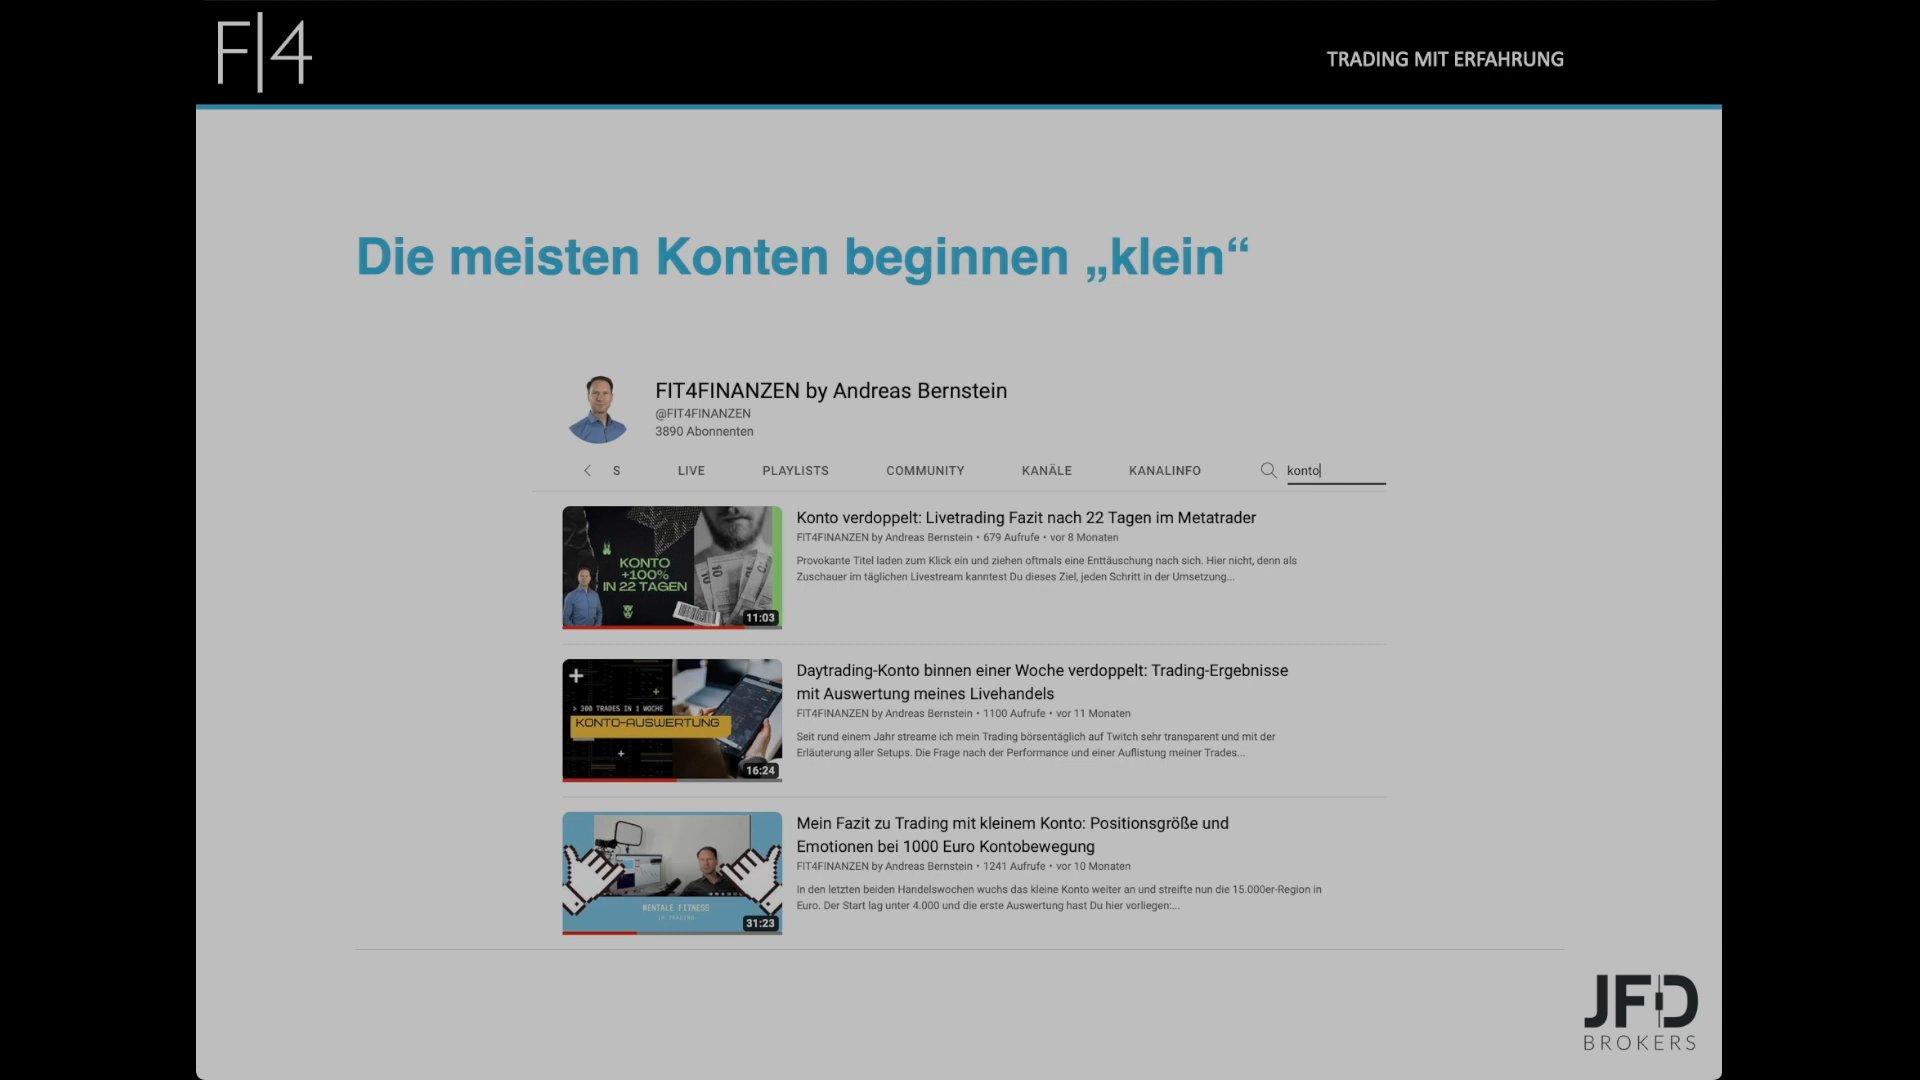 F|4
TRADING MIT ERFAHRUNG
Die meisten Konten beginnen „klein“
FIT4FINANZEN by Andreas Bernstein
@FIT4FINANZEN
3890 Abonnenten
S LIVE PLAYLISTS COMMUNITY KANÄLE KANALINFO konto
KONTO
+100%
IN 22 TAGEN
11:03
Konto verdoppelt: Livetrading Fazit nach 22 Tagen im Metatrader
FIT4FINANZEN by Andreas Bernstein • 679 Aufrufe • vor 8 Monaten
Provokante Titel laden zum Klick ein und ziehen oftmals eine Enttäuschung nach sich. Hier nicht, denn als
Zuschauer im täglichen Livestream kanntest Du dieses Ziel, jeden Schritt in der Umsetzung...
> 300 TRADES IN 1 WOCHE
KONTO-AUSWERTUNG
16:24
Daytrading-Konto binnen einer Woche verdoppelt: Trading-Ergebnisse
mit Auswertung meines Livehandels
FIT4FINANZEN by Andreas Bernstein • 1100 Aufrufe • vor 11 Monaten
Seit rund einem Jahr streame ich mein Trading börsentäglich auf Twitch sehr transparent und mit der
Erläuterung aller Setups. Die Frage nach der Performance und einer Auflistung meiner Trades...
MENTALE FITNESS
IM TRADING
31:23
Mein Fazit zu Trading mit kleinem Konto: Positionsgröße und
Emotionen bei 1000 Euro Kontobewegung
FIT4FINANZEN by Andreas Bernstein • 1241 Aufrufe • vor 10 Monaten
In den letzten beiden Handelswochen wuchs das kleine Konto weiter an und streifte nun die 15.000er-Region in
Euro. Der Start lag unter 4.000 und die erste Auswertung hast Du hier vorliegen:...
JFD
BROKERS